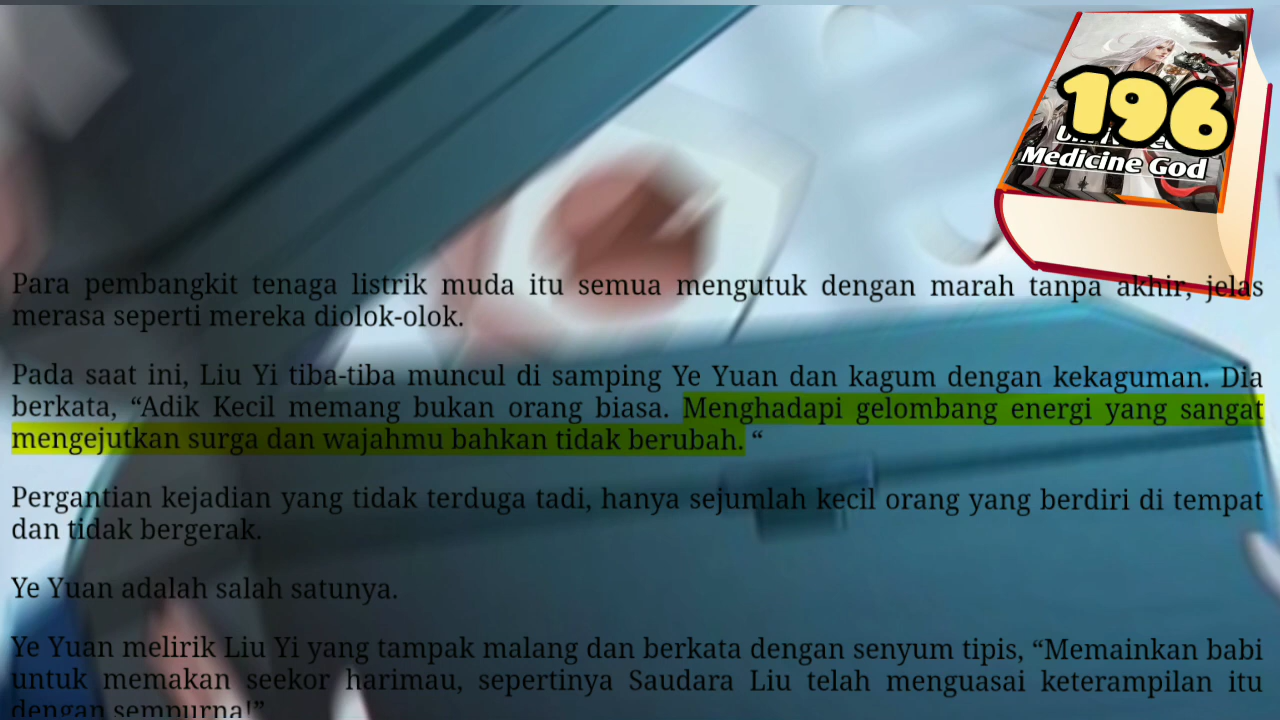 196
Medicine God
Para pembangkit tenaga listrik muda itu semua mengutuk dengan marah tanpa akhir, jelas
merasa seperti mereka diolok-olok.
Pada saat ini, Liu Yi tiba-tiba muncul di samping Ye Yuan dan kagum dengan kekaguman. Dia
berkata, “Adik Kecil memang bukan orang biasa. Menghadapi gelombang energi yang sangat
mengejutkan surga dan wajahmu bahkan tidak berubah. “
Pergantian kejadian yang tidak terduga tadi, hanya sejumlah kecil orang yang berdiri di tempat
dan tidak bergerak.
Ye Yuan adalah salah satunya.
Ye Yuan melirik Liu Yi yang tampak malang dan berkata dengan senyum tipis, “Memainkan babi
untuk memakan seekor harimau, sepertinya Saudara Liu telah menguasai keterampilan itu
dengan sempurna!”